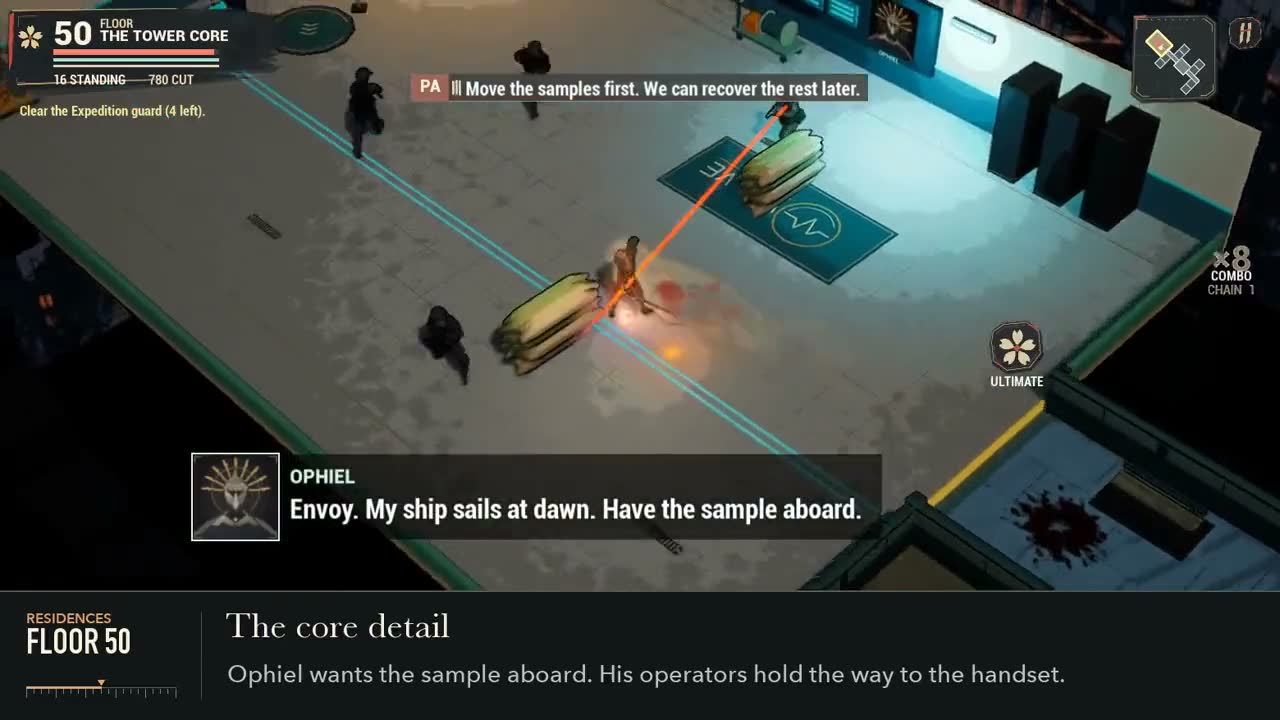 50 FLOOR
THE TOWER CORE
16 STANDING 780 CUT
Clear the Expedition guard (4 left).
PA Move the samples first. We can recover the rest later.
OPHIEL
×8
COMBO
CHAIN 1
ULTIMATE
OPHIEL
Envoy. My ship sails at dawn. Have the sample aboard.
RESIDENCES
FLOOR 50
The core detail
Ophiel wants the sample aboard. His operators hold the way to the handset.